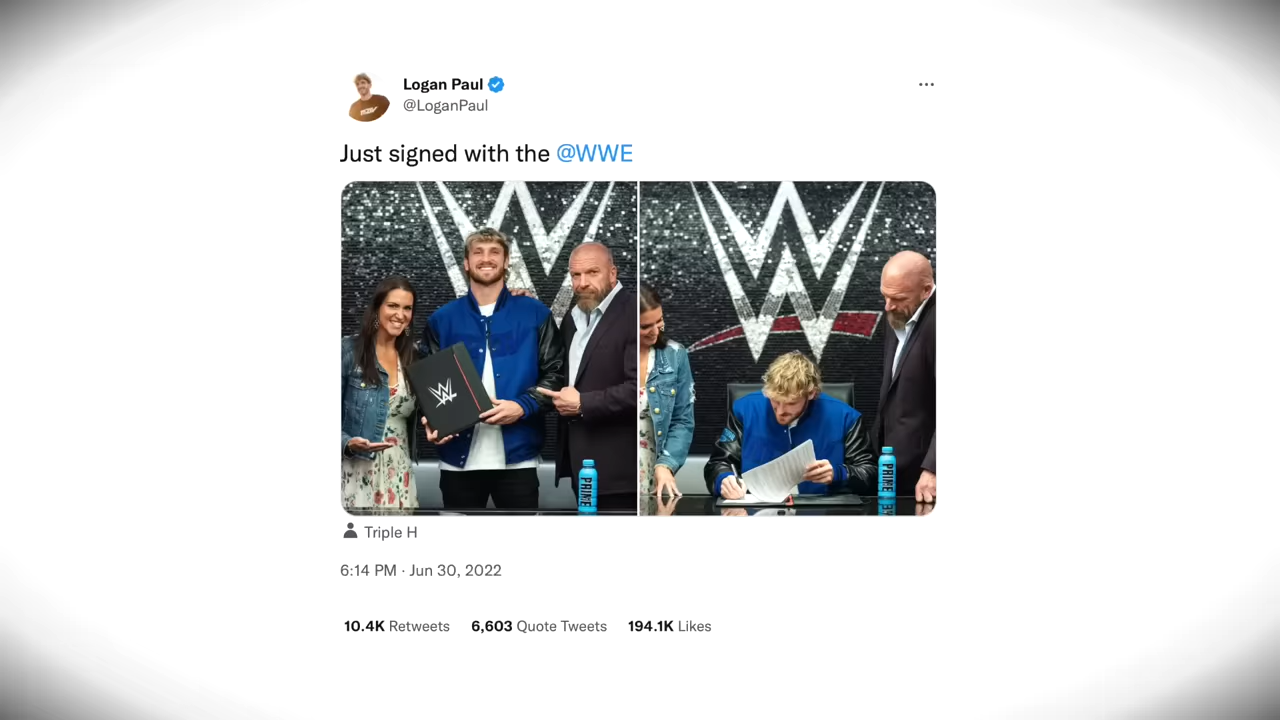 Logan Paul
@LoganPaul
Just signed with the @WWE
W
PRIME
PRIME
Triple H
6:14 PM · Jun 30, 2022
10.4K Retweets 6,603 Quote Tweets 194.1K Likes